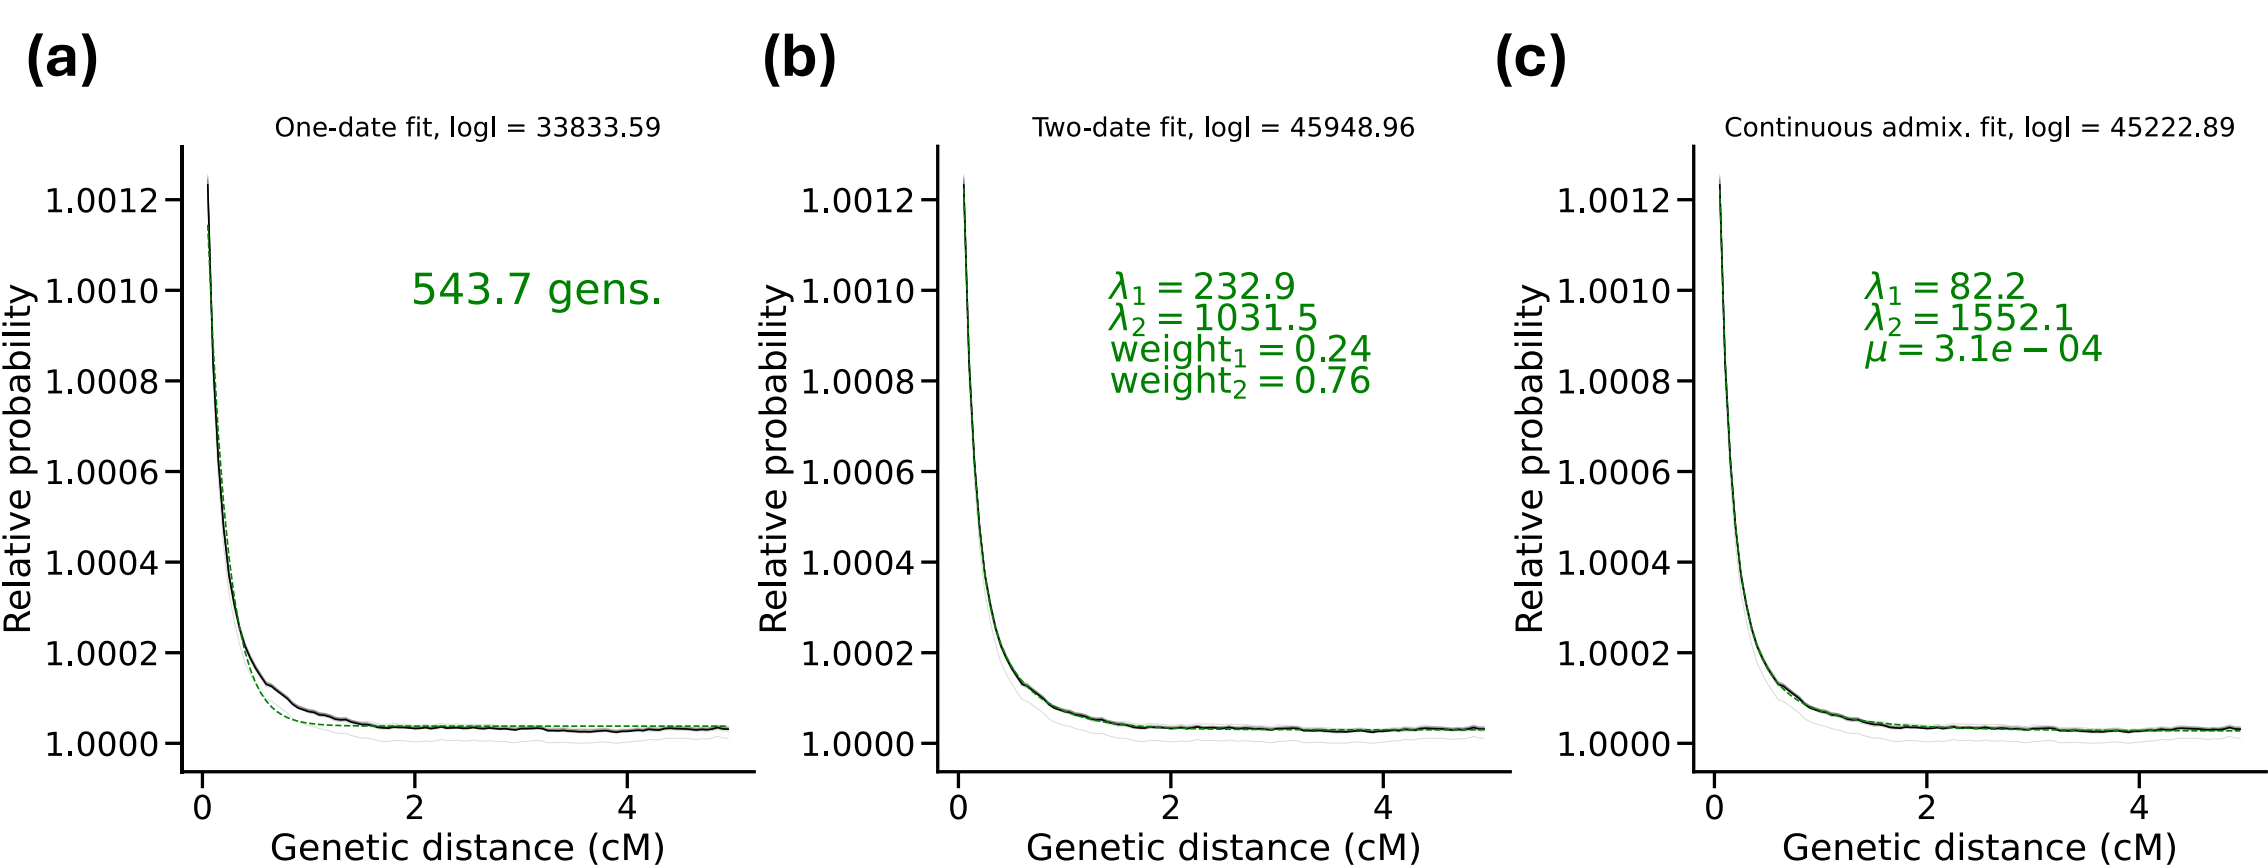 (a)
One-date fit, logl = 33833.59
Relative probability
1.0012
1.0010
1.0008
1.0006
1.0004
1.0002
1.0000
543.7 gens.
0 2 4
Genetic distance (cM)
(b)
Two-date fit, logl = 45948.96
Relative probability
1.0012
1.0010
1.0008
1.0006
1.0004
1.0002
1.0000
λ₁ = 232.9
λ₂ = 1031.5
weight₁ = 0.24
weight₂ = 0.76
0 2 4
Genetic distance (cM)
(c)
Continuous admix. fit, logl = 45222.89
Relative probability
1.0012
1.0010
1.0008
1.0006
1.0004
1.0002
1.0000
λ₁ = 82.2
λ₂ = 1552.1
μ = 3.1e − 04
0 2 4
Genetic distance (cM)